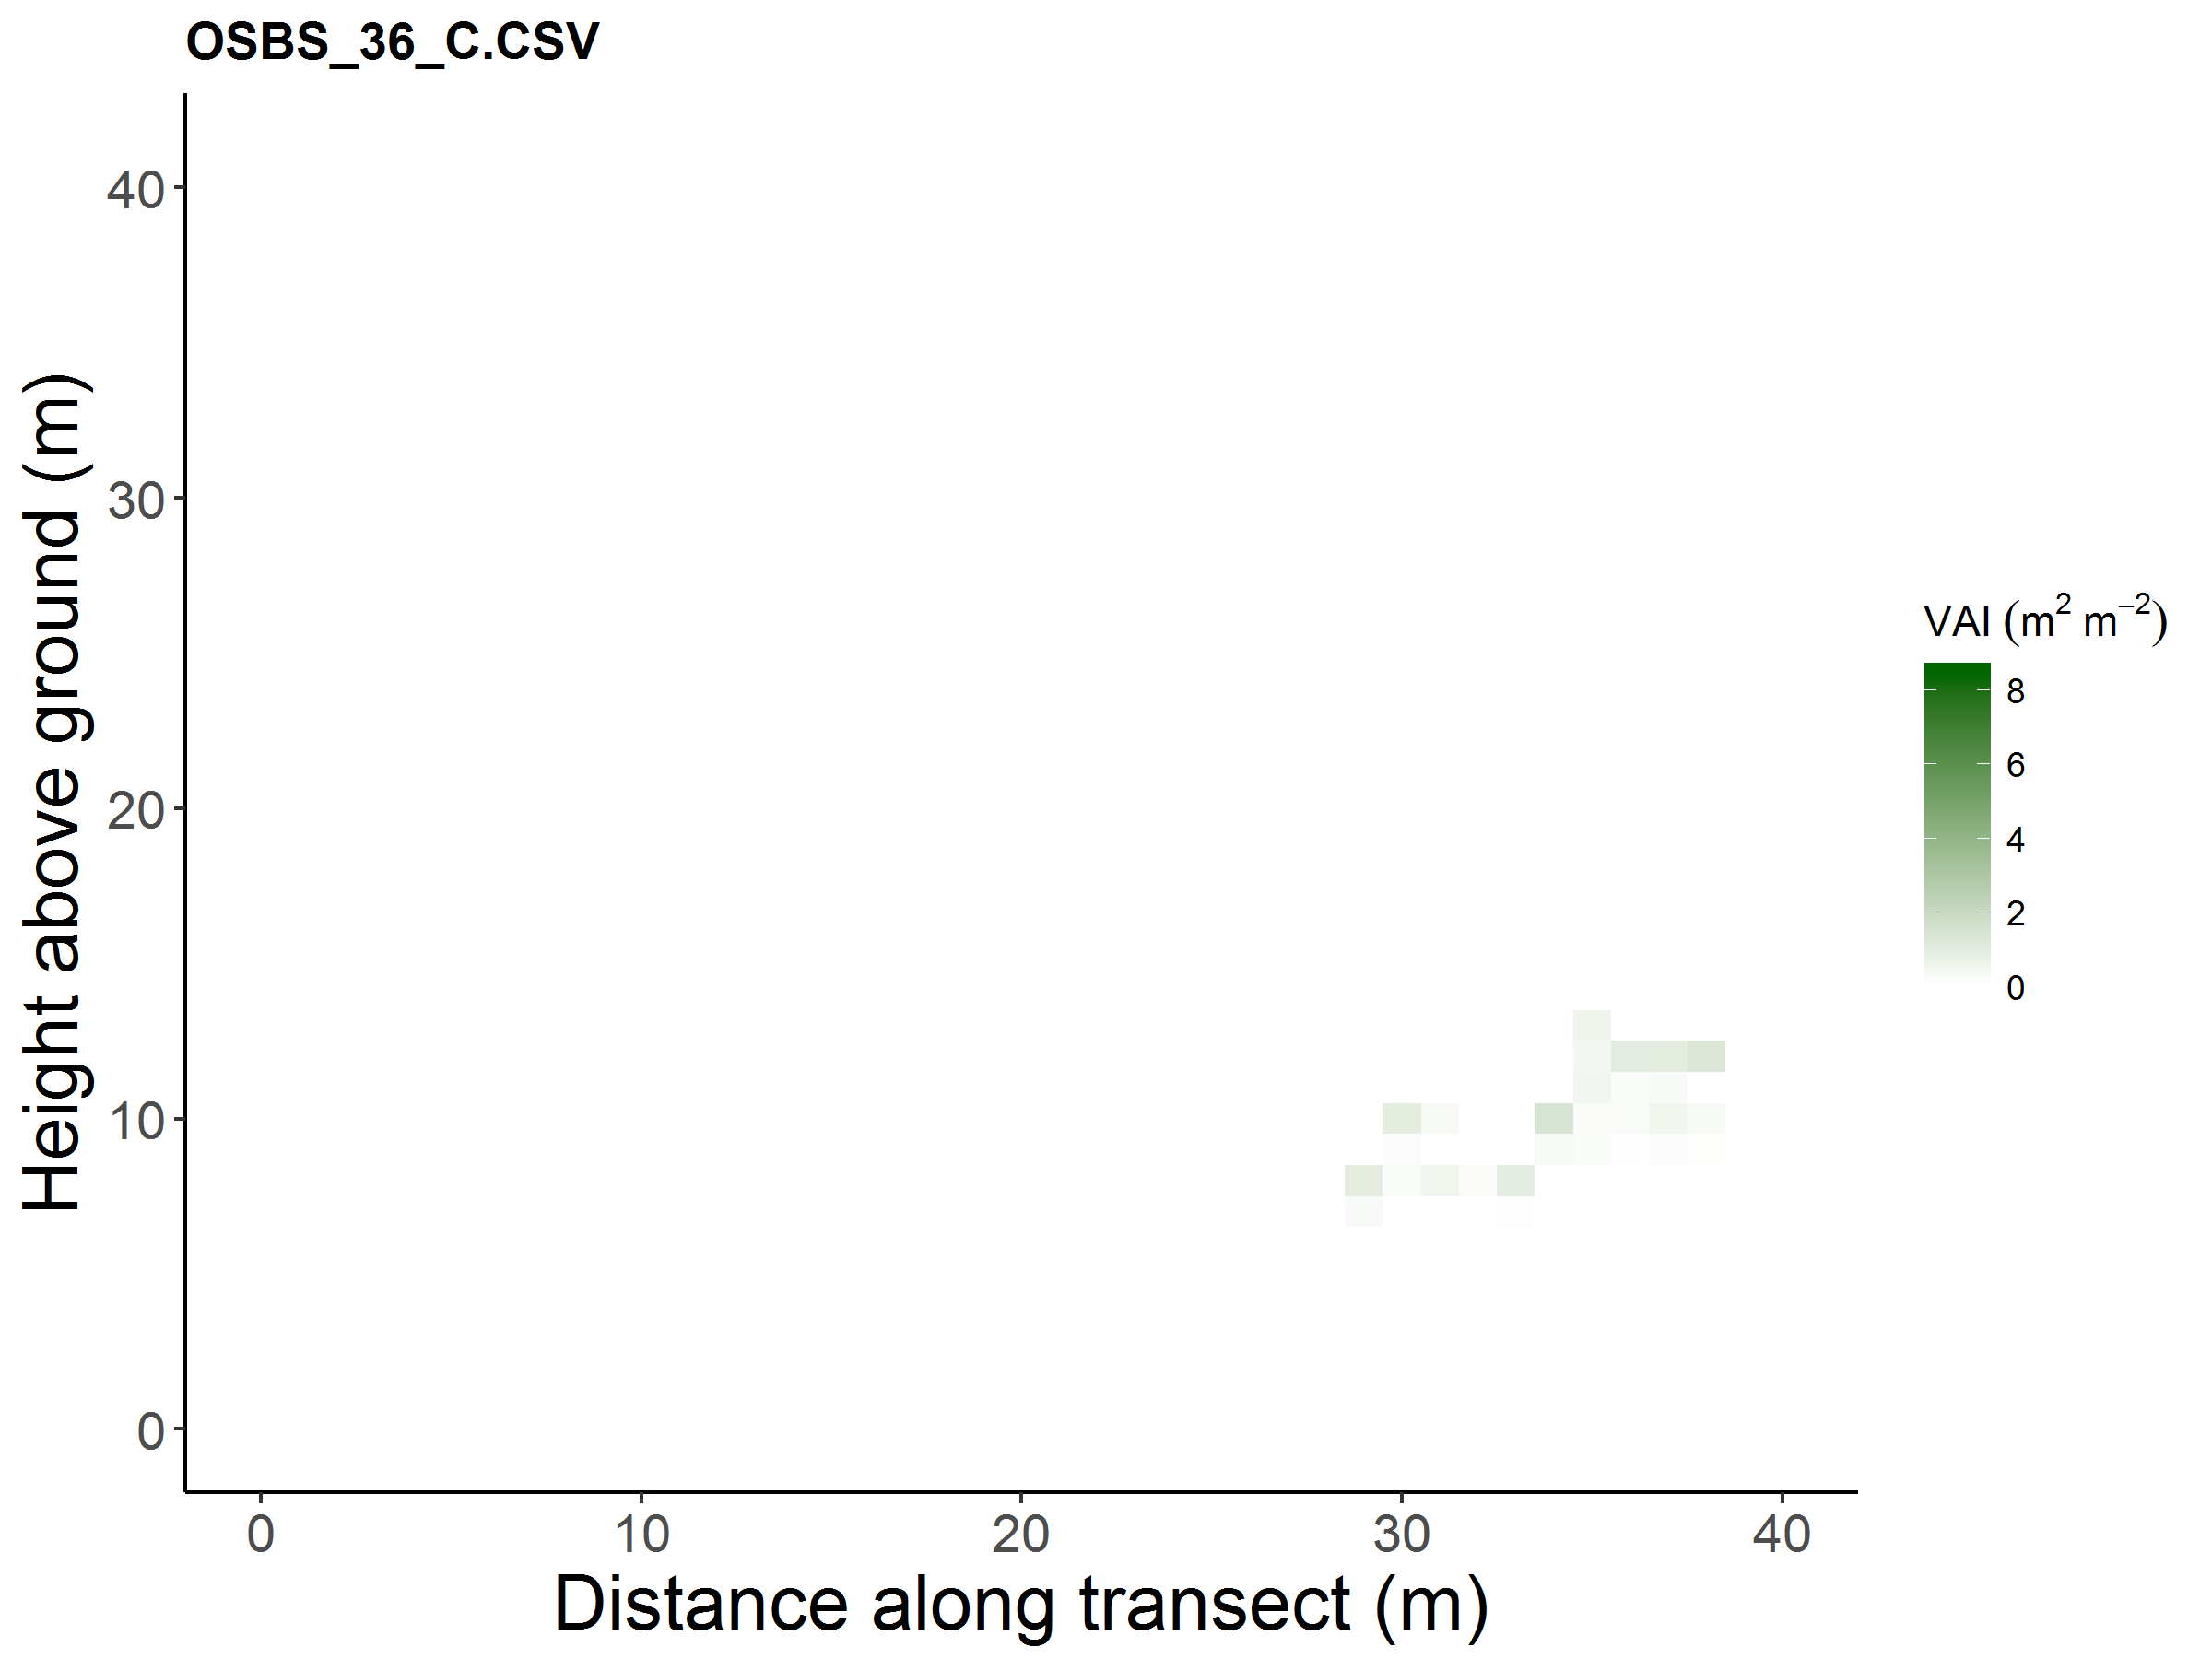 OSBS_36_C.CSV
Height above ground (m)
40
30
20
10
0
0 10 20 30 40
Distance along transect (m)
VAI (m² m⁻²)
8
6
4
2
0